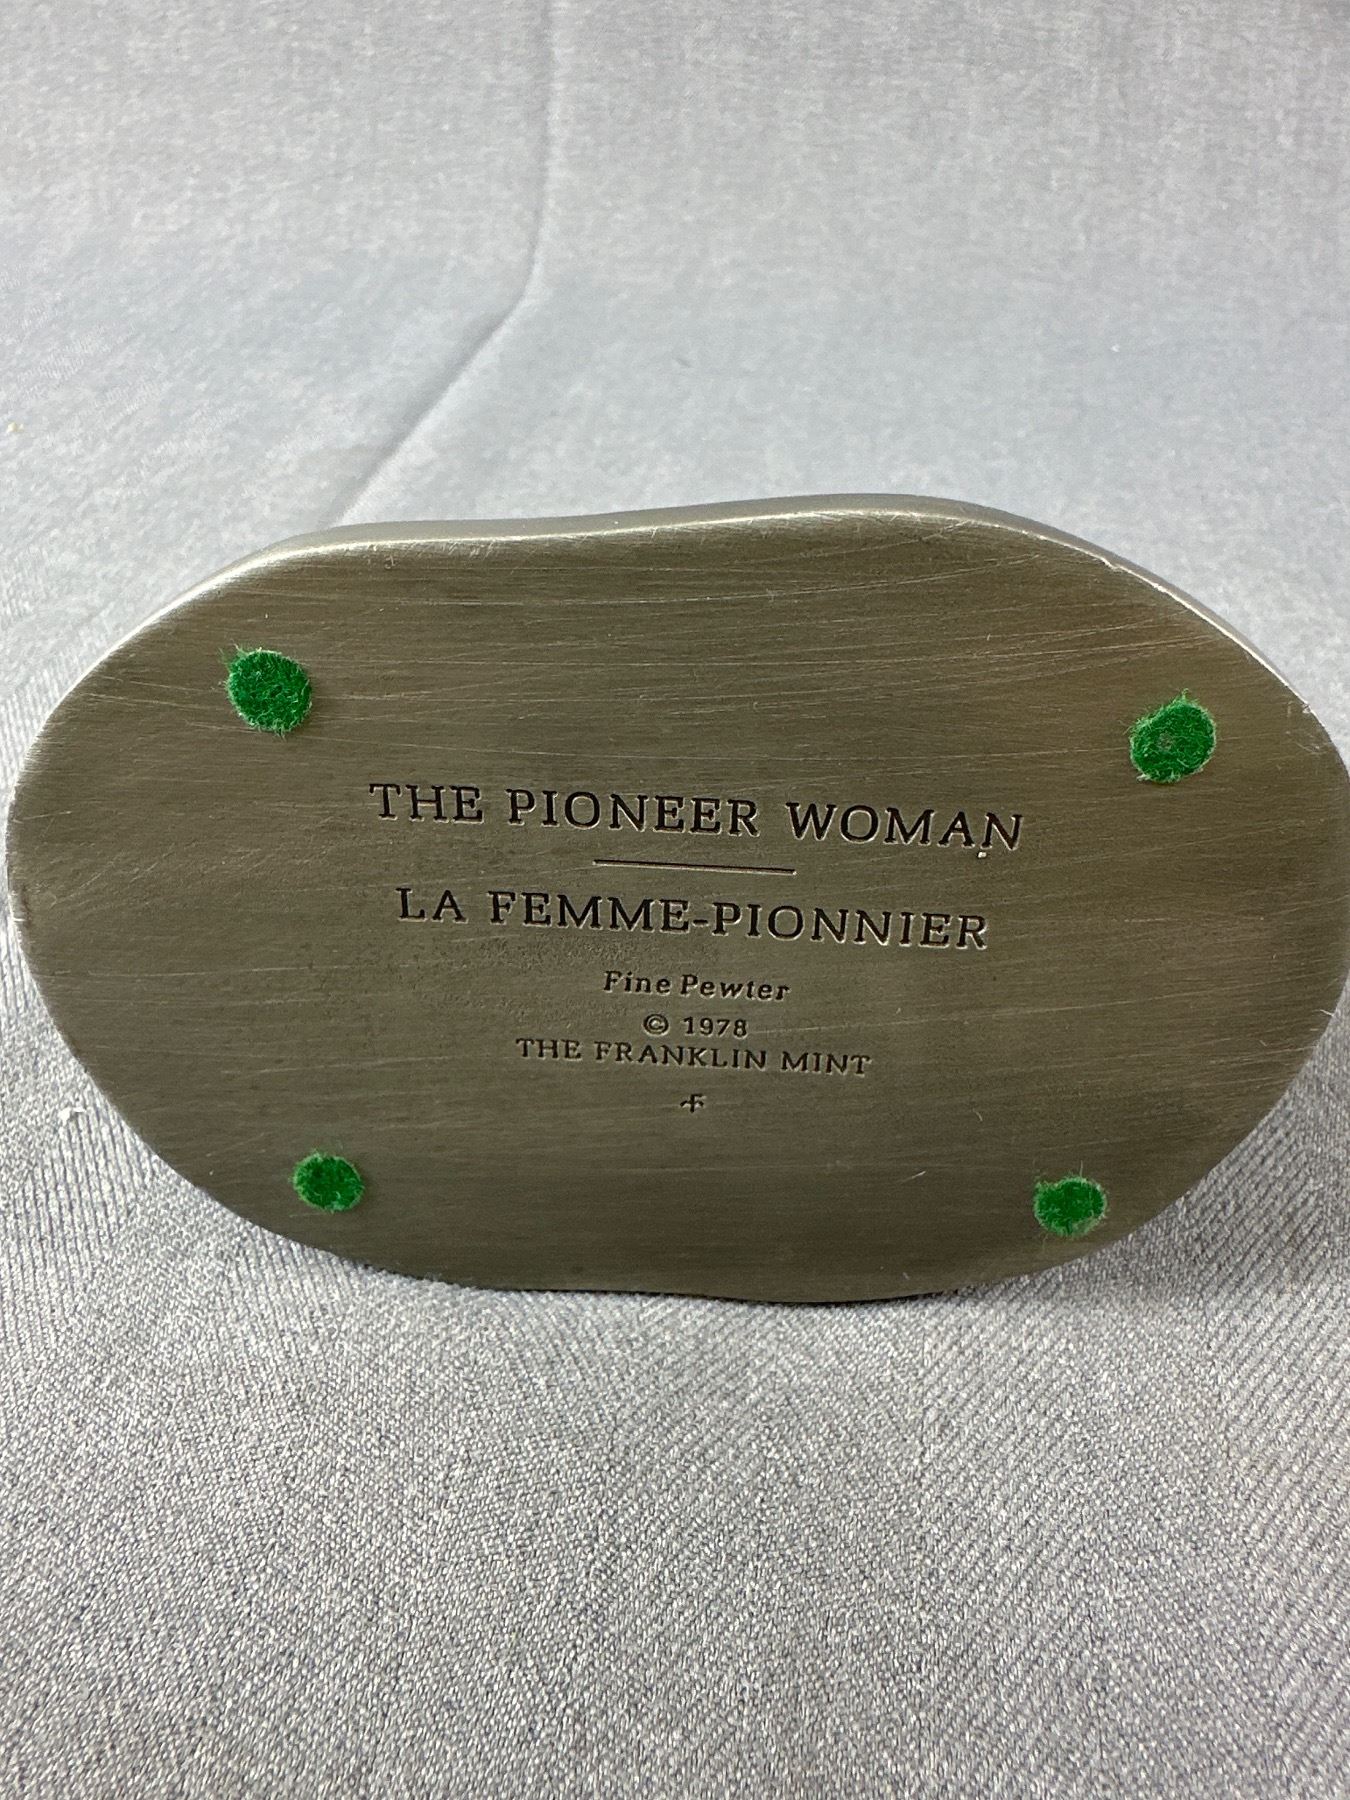 THE PIONEER WOMAN
LA FEMME-PIONNIER
Fine Pewter
© 1978
THE FRANKLIN MINT